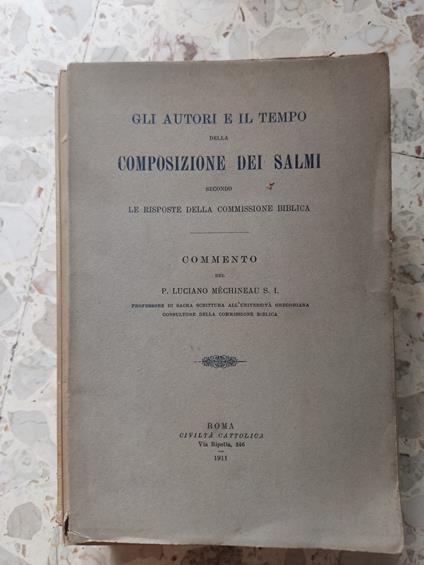 GLI AUTORI E IL TEMPO
DELLA
COMPOSIZIONE DEI SALMI
SECONDO
LE RISPOSTE DELLA COMMISSIONE BIBLICA
COMMENTO
DEL
P. LUCIANO MÉCHINEAU S. I.
PROFESSORE DI SACRA SCRITTURA ALL'UNIVERSITÀ GREGORIANA
CONSULTORE DELLA COMMISSIONE BIBLICA
ROMA
CIVILTÀ CATTOLICA
Via Ripetta, 246
1911